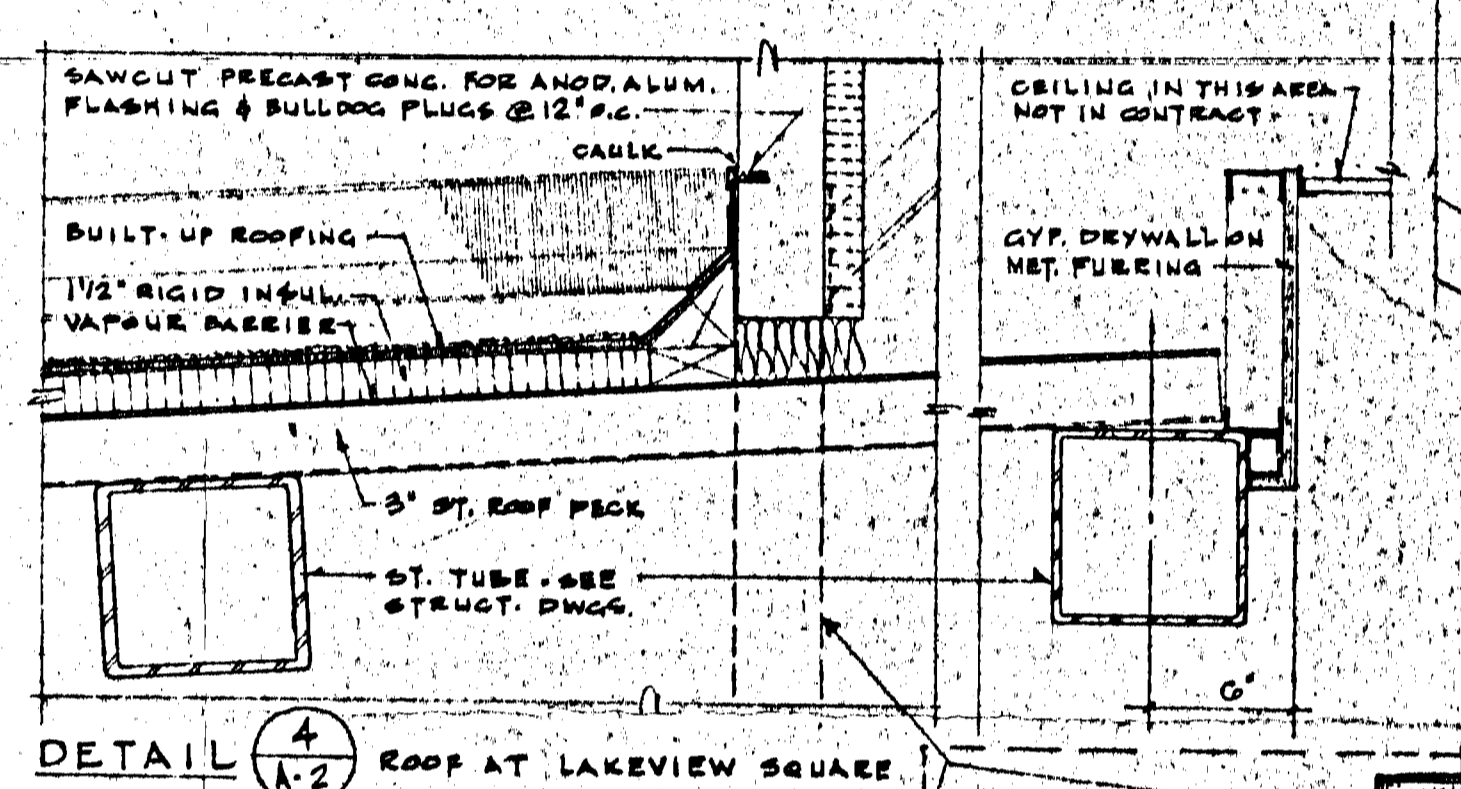 SAWCUT PRECAST CONC. FOR ANOD. ALUM.
FLASHING & BULLDOG PLUGS @ 12" O.C.
CAULK
BUILT-UP ROOFING
1 1/2" RIGID INSUL.
VAPOUR BARRIER
3" ST. ROOF DECK
ST. TUBE - SEE
STRUCT. DWGS.
CEILING IN THIS AREA
NOT IN CONTRACT.
GYP. DRYWALL ON
MET. FURRING
6"
DETAIL 4
A-2
ROOF AT LAKEVIEW SQUARE